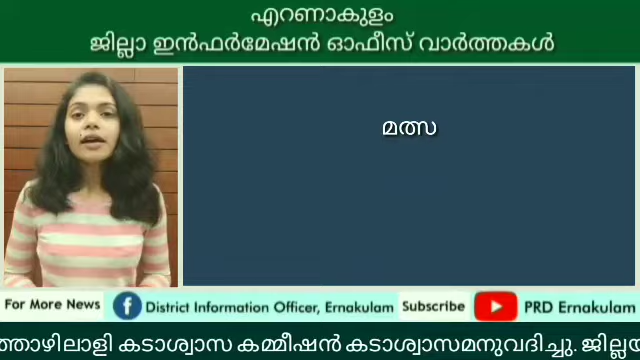 എറണാകുളം
ജില്ലാ ഇൻഫർമേഷൻ ഓഫീസ് വാർത്തകൾ
മത്സ
For More News
District Information Officer, Ernakulam
Subscribe
PRD Ernakulam
ത്തൊഴിലാളി കടാശ്വാസ കമ്മീഷൻ കടാശ്വാസമനുവദിച്ചു. ജില്ലയ